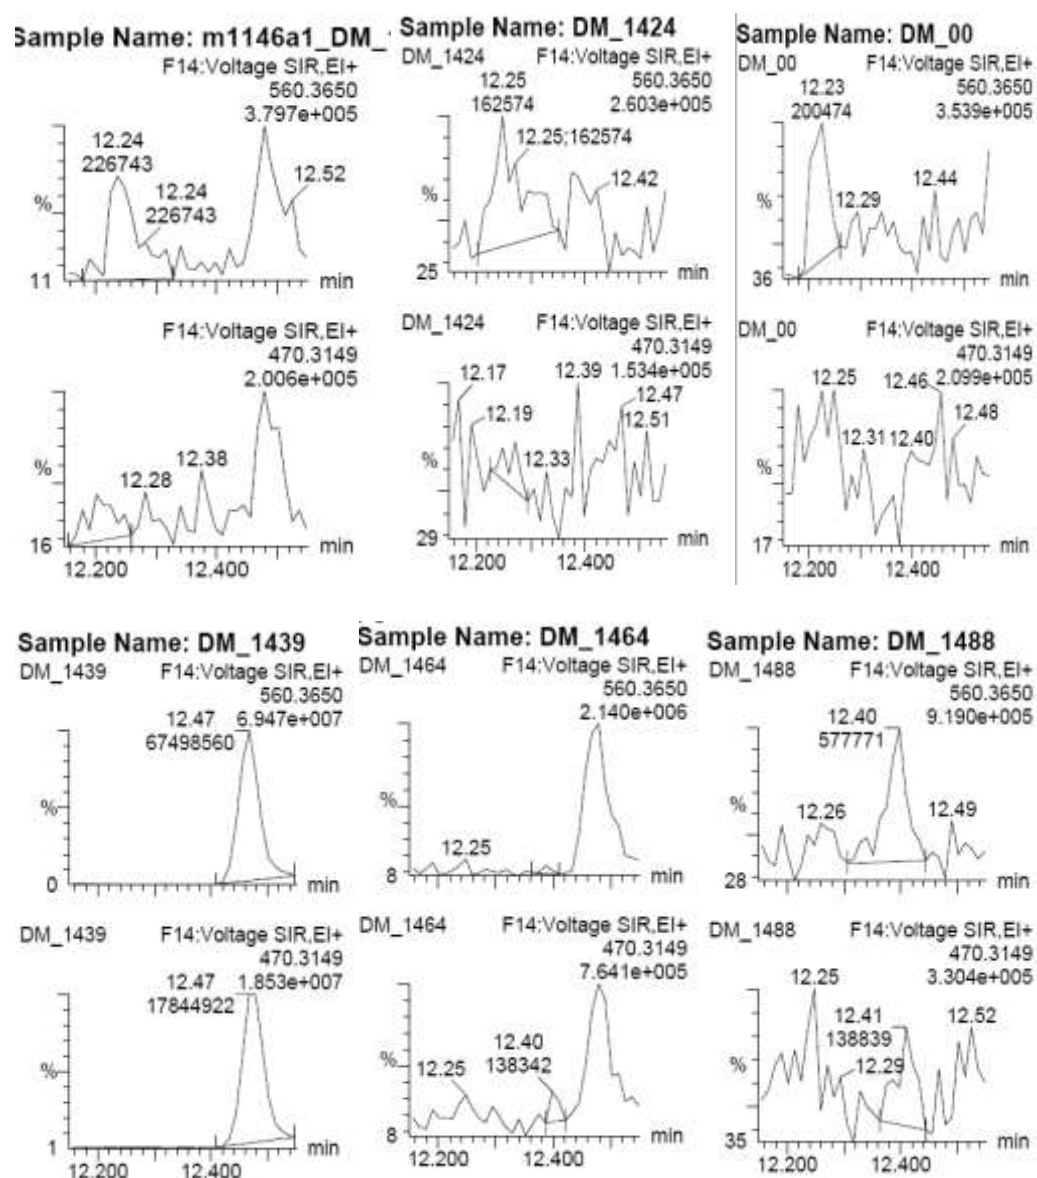 Sample Name: m1146a1_DM_
F14:Voltage SIR,EI+
560.3650
3.797e+005
12.24
226743
12.24
226743
12.52
%
11
min
F14:Voltage SIR,EI+
470.3149
2.006e+005
12.28
12.38
%
16
min
12.200
12.400
Sample Name: DM_1424
DM_1424
F14:Voltage SIR,EI+
560.3650
2.603e+005
12.25
162574
12.25;162574
12.42
%
25
min
DM_1424
F14:Voltage SIR,EI+
470.3149
1.534e+005
12.17
12.19
12.39
12.47
12.51
12.33
%
29
min
12.200
12.400
Sample Name: DM_00
DM_00
F14:Voltage SIR,EI+
560.3650
3.539e+005
12.23
200474
12.29
12.44
%
36
min
DM_00
F14:Voltage SIR,EI+
470.3149
2.099e+005
12.25
12.46
12.48
12.31
12.40
%
17
min
12.200
12.400
Sample Name: DM_1439
DM_1439
F14:Voltage SIR,EI+
560.3650
6.947e+007
12.47
67498560
%
0
min
DM_1439
F14:Voltage SIR,EI+
470.3149
1.853e+007
12.47
17844922
%
1
min
12.200
12.400
Sample Name: DM_1464
DM_1464
F14:Voltage SIR,EI+
560.3650
2.140e+006
12.25
%
8
min
DM_1464
F14:Voltage SIR,EI+
470.3149
7.641e+005
12.40
138342
12.25
%
8
min
12.200
12.400
Sample Name: DM_1488
DM_1488
F14:Voltage SIR,EI+
560.3650
9.190e+005
12.40
577771
12.26
12.49
%
28
min
DM_1488
F14:Voltage SIR,EI+
470.3149
3.304e+005
12.25
12.41
138839
12.29
12.52
%
35
min
12.200
12.400